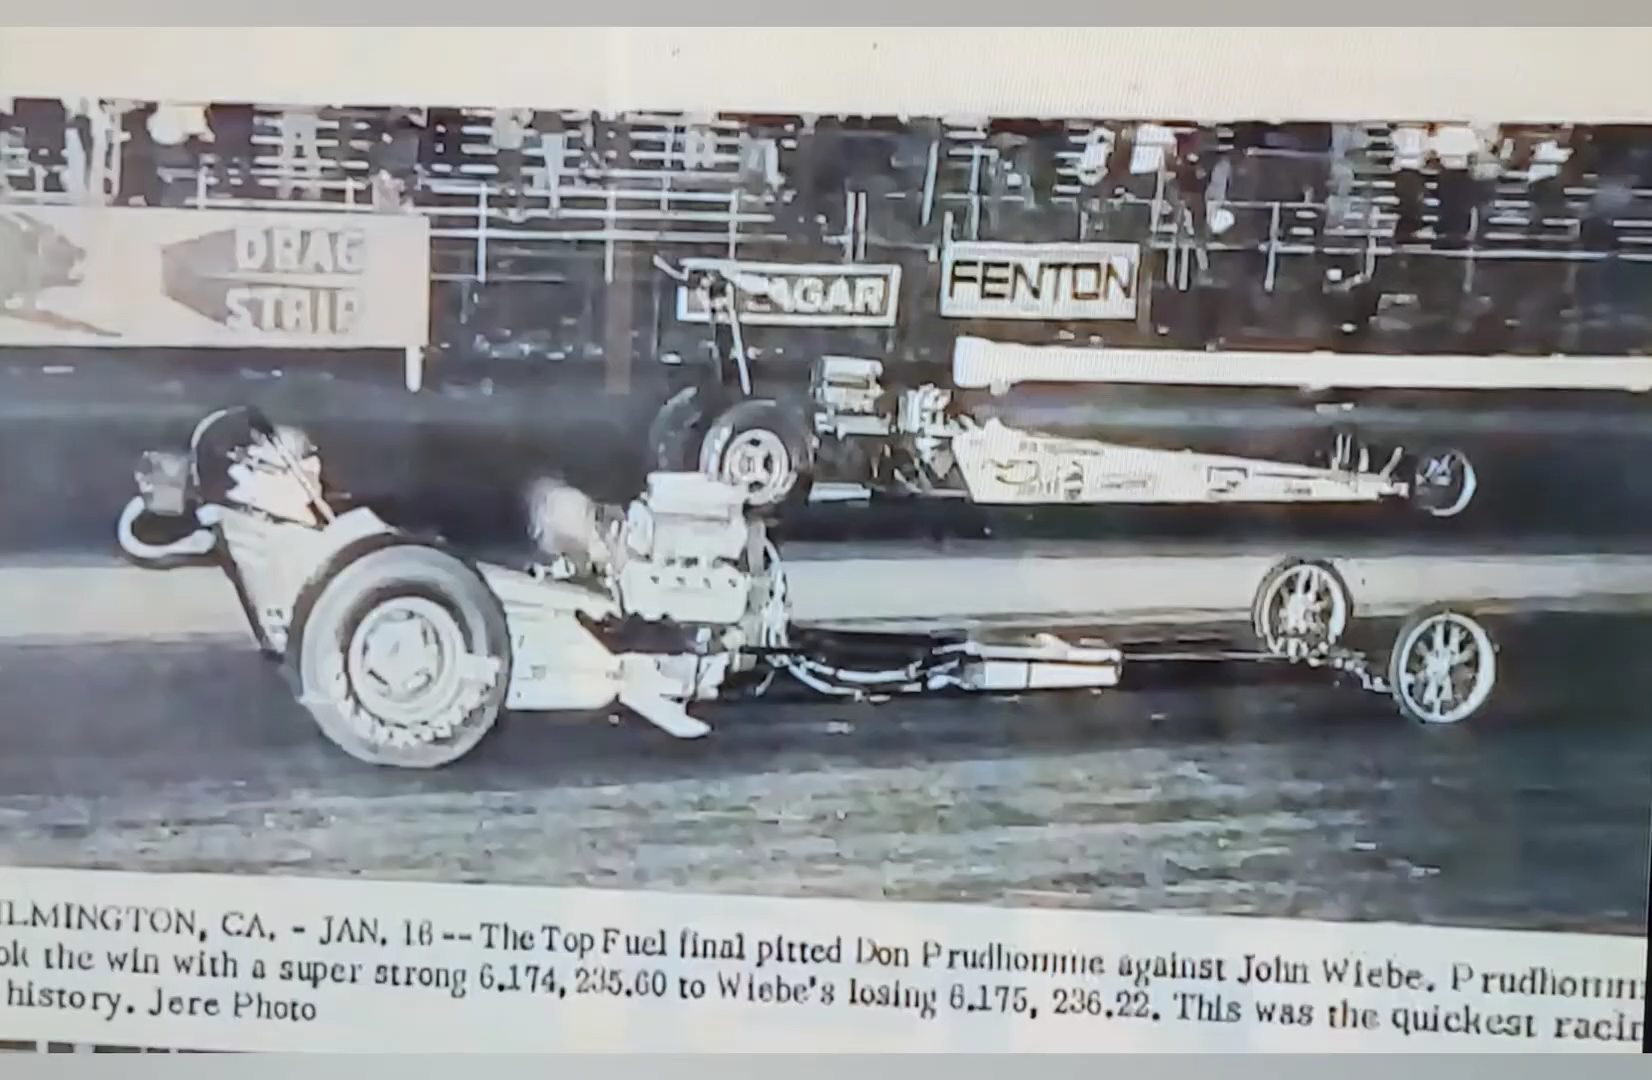 DRAG
STRIP
AGAR
FENTON
ILMINGTON, CA. - JAN. 16 -- The Top Fuel final pitted Don Prudhomme against John Wiebe. Prudhomm
ok the win with a super strong 6.174, 235.60 to Wiebe's losing 6.175, 236.22. This was the quickest racin
history. Jere Photo